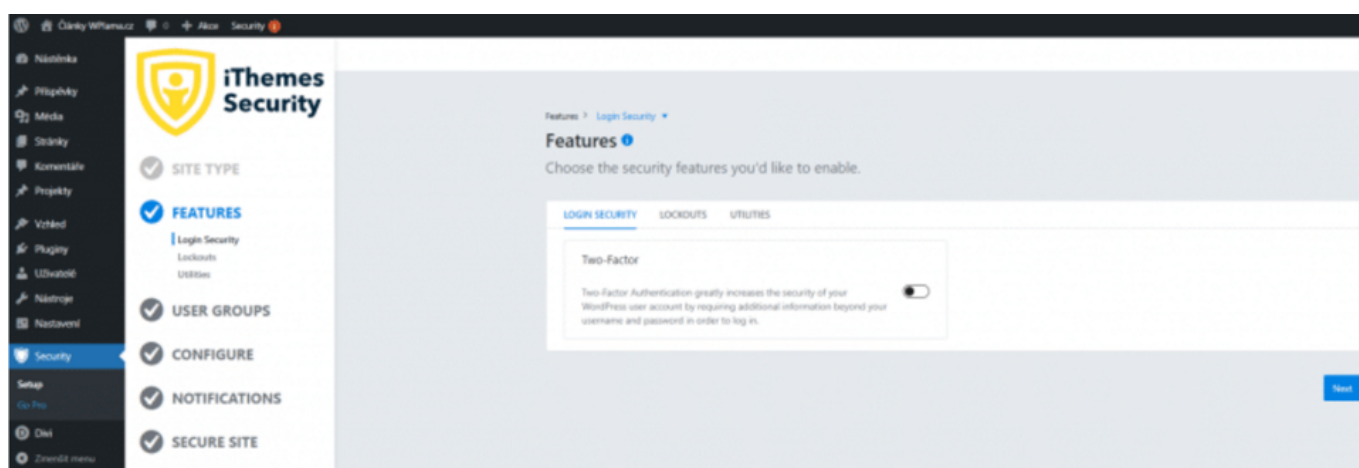 Články WPlama.cz 0 + Akce Security
Nástěnka
Příspěvky
Média
Stránky
Komentáře
Projekty
Vzhled
Pluginy
Uživatelé
Nástroje
Nastavení
Security
Setup
Go Pro
Divi
Zmenšit menu
iThemes
Security
SITE TYPE
FEATURES
Login Security
Lockouts
Utilities
USER GROUPS
CONFIGURE
NOTIFICATIONS
SECURE SITE
Features > Login Security
Features
Choose the security features you'd like to enable.
LOGIN SECURITY LOCKOUTS UTILITIES
Two-Factor
Two-Factor Authentication greatly increases the security of your
WordPress user account by requiring additional information beyond your
username and password in order to log in.
Next